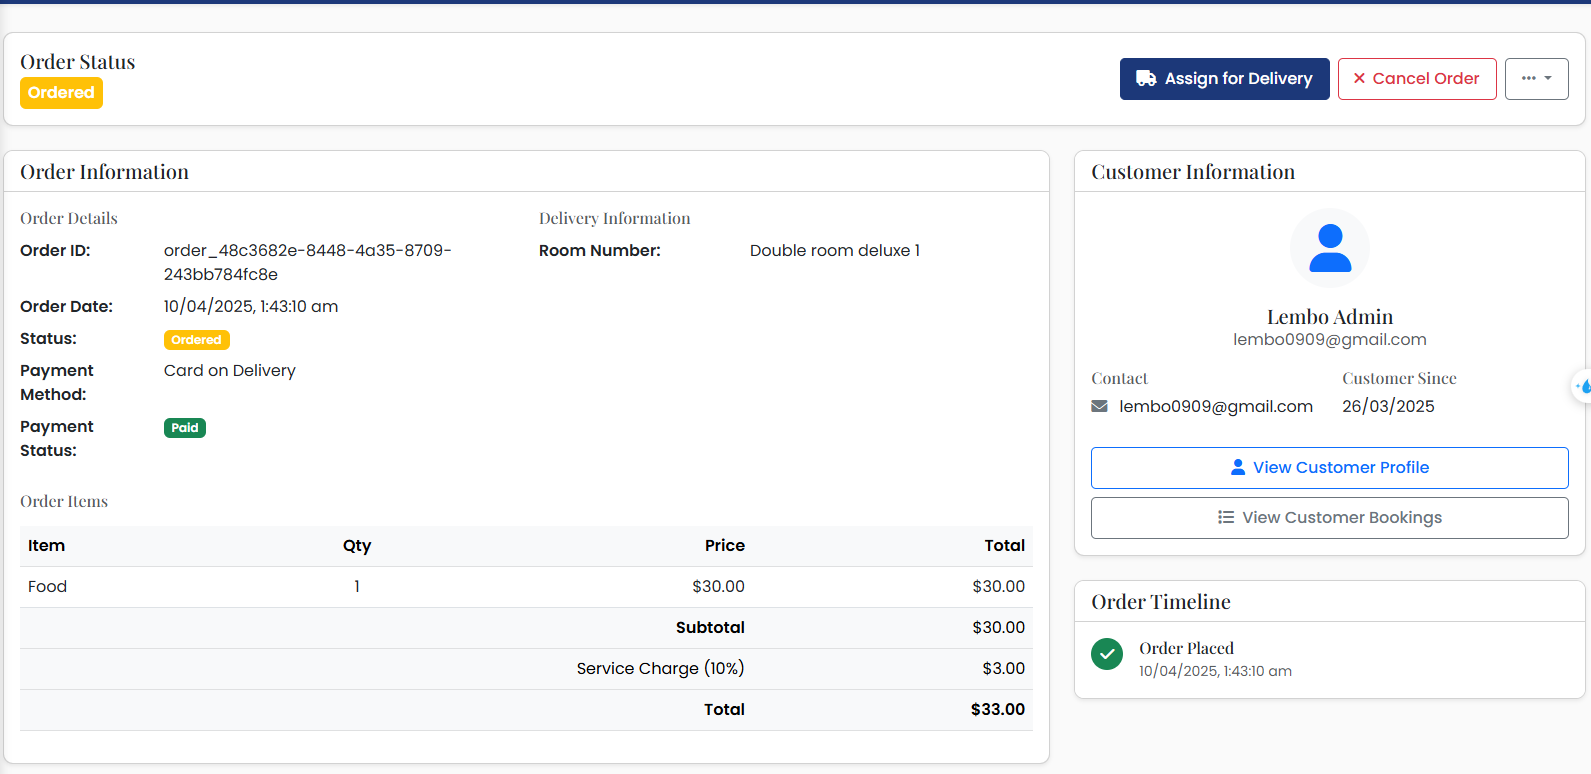 Order Status
Ordered
Assign for Delivery
Cancel Order
Order Information
Order Details
Order ID: order_48c3682e-8448-4a35-8709-
243bb784fc8e
Order Date: 10/04/2025, 1:43:10 am
Status: Ordered
Payment Card on Delivery
Method:
Payment Paid
Status:
Delivery Information
Room Number: Double room deluxe 1
Order Items
Item Qty Price Total
Food 1 $30.00 $30.00
Subtotal $30.00
Service Charge (10%) $3.00
Total $33.00
Customer Information
Lembo Admin
lembo0909@gmail.com
Contact
lembo0909@gmail.com
Customer Since
26/03/2025
View Customer Profile
View Customer Bookings
Order Timeline
Order Placed
10/04/2025, 1:43:10 am